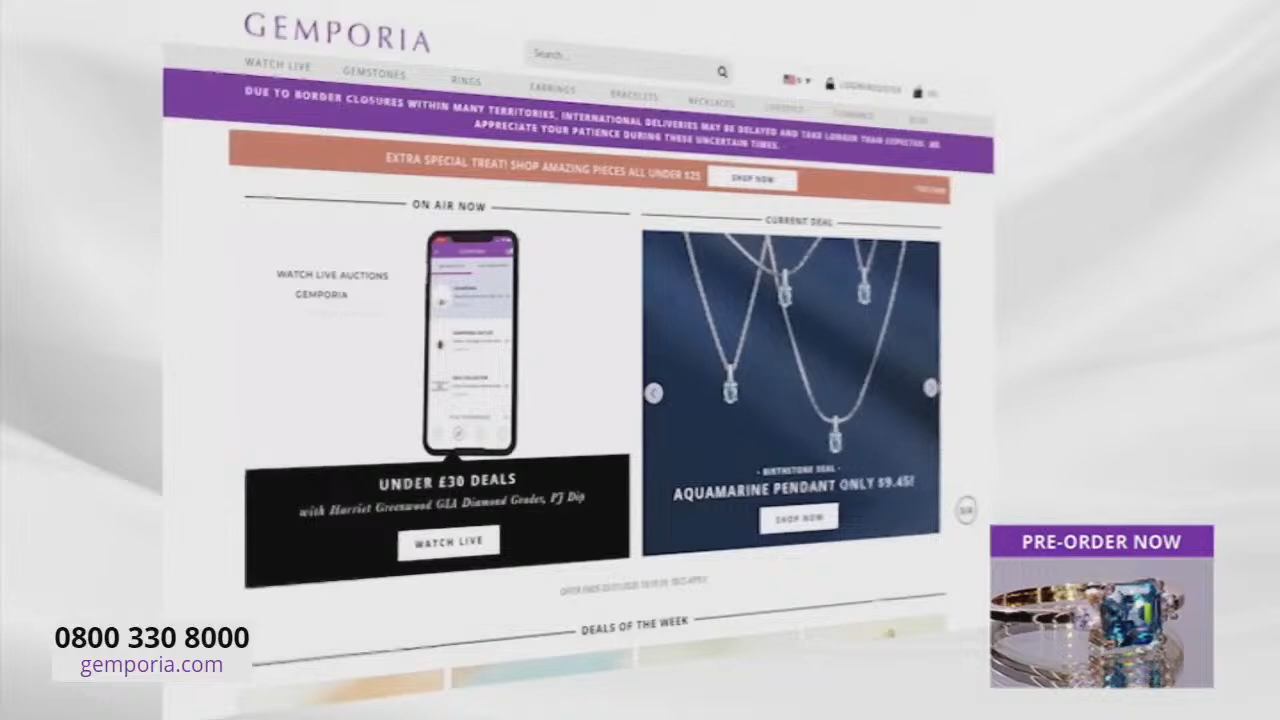 GEMPORIA
Search...
WATCH LIVE GEMSTONES RINGS EARRINGS BRACELETS NECKLACES
DUE TO BORDER CLOSURES WITHIN MANY TERRITORIES, INTERNATIONAL DELIVERIES MAY BE DELAYED AND TAKE LONGER THAN EXPECTED. WE
APPRECIATE YOUR PATIENCE DURING THESE UNCERTAIN TIMES.
EXTRA SPECIAL TREAT! SHOP AMAZING PIECES ALL UNDER $25 SHOP NOW
ON AIR NOW
CURRENT DEAL
WATCH LIVE AUCTIONS
GEMPORIA
UNDER £30 DEALS
with Harriet Greenwood GIA Diamond Grader, PJ Dip
WATCH LIVE
- BIRTHSTONE DEAL -
AQUAMARINE PENDANT ONLY $9.45!
SHOP NOW
DEALS OF THE WEEK
PRE-ORDER NOW
0800 330 8000
gemporia.com